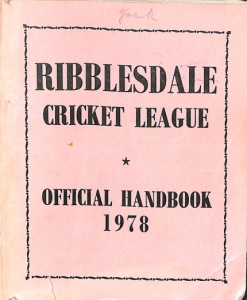 RIBBLESDALE
CRICKET LEAGUE
★
OFFICIAL HANDBOOK
1978